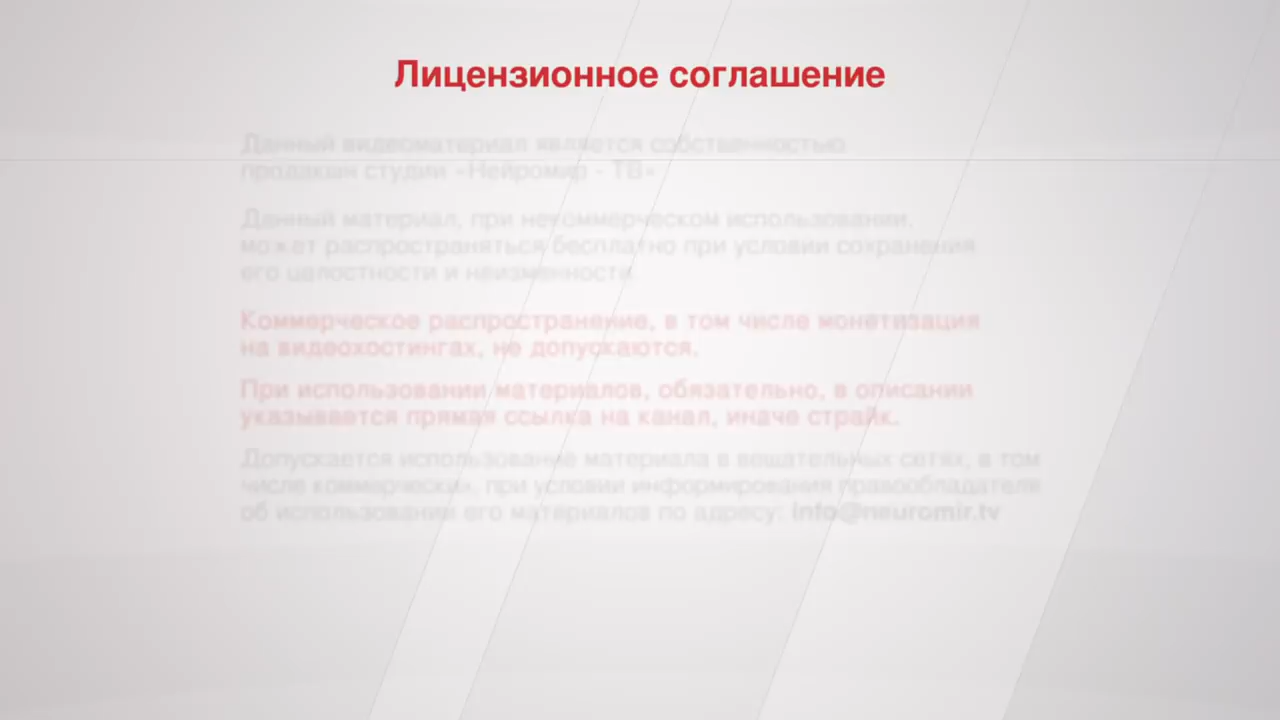 Лицензионное соглашение
Данный видеоматериал является собственностью
продакшн студии «Нейромир - ТВ»
Данный материал, при некоммерческом использовании,
может распространяться бесплатно при условии сохранения
его целостности и неизменности.
Коммерческое распространение, в том числе монетизация
на видеохостингах, не допускаются.
При использовании материалов, обязательно, в описании
указывается прямая ссылка на канал, иначе страйк.
Допускается использование материала в вещательных сетях, в том
числе коммерческих, при условии информирования правообладателя
об использовании его материалов по адресу: info@neuromir.tv